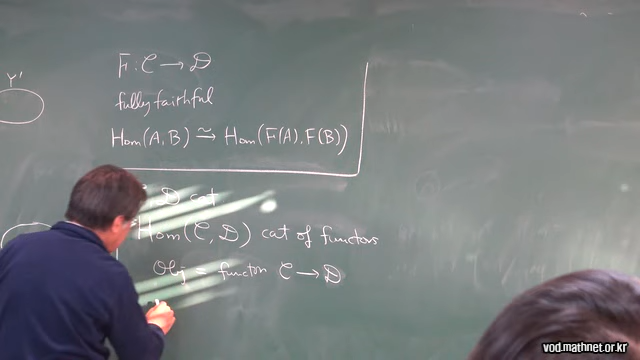 Y'
F : C → D
fully faithful
Hom(A, B) ≅ Hom(F(A), F(B))
D cat
Hom(C, D) cat of functors
Obj = functor C → D
vod.mathnet.or.kr